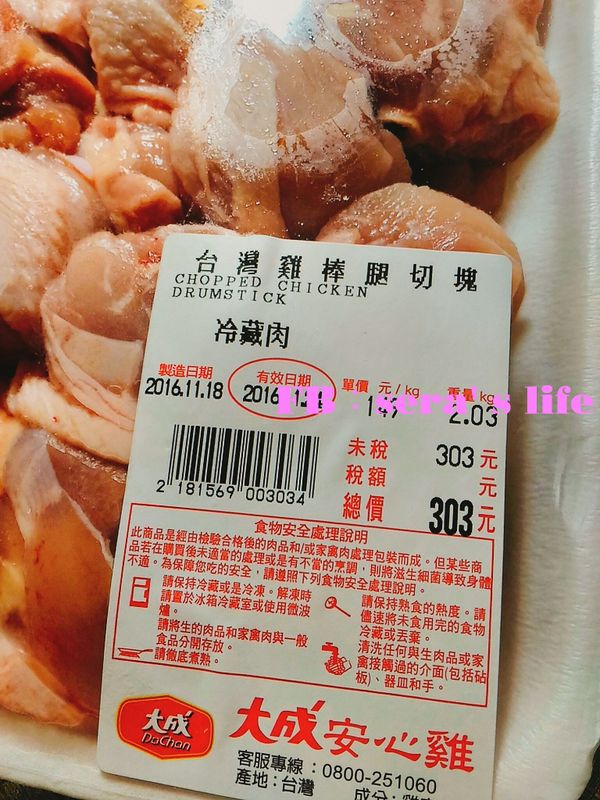 台灣雞棒腿切塊
CHOPPED CHICKEN
DRUMSTICK
冷藏肉
製造日期 有效日期 單價 元/kg 重量 kg
2016.11.18 2.03
FB - sera's life
未稅 303 元
稅額 元
總價 303 元
2 181569 003034
食物安全處理說明
此商品是經由檢驗合格後的肉品和/或家禽肉處理包裝而成。但某些商
品若在購買後未適當的處理或是有不當的烹調，則將滋生細菌導致身體
不適。為保障您吃的安全，請遵照下列食物安全處理說明。
請保持冷藏或是冷凍。解凍時
請置於冰箱冷藏室或使用微波
爐。
請將生的肉品和家禽肉與一般
食品分開存放。
請徹底煮熟。
請保持熟食的熱度。請
儘速將未食用完的食物
冷藏或丟棄。
清洗任何與生肉品或家
禽接觸過的介面(包括砧
板)、器皿和手。
大成
DaChan
大成安心雞
客服專線：0800-251060
產地：台灣
成分：雞